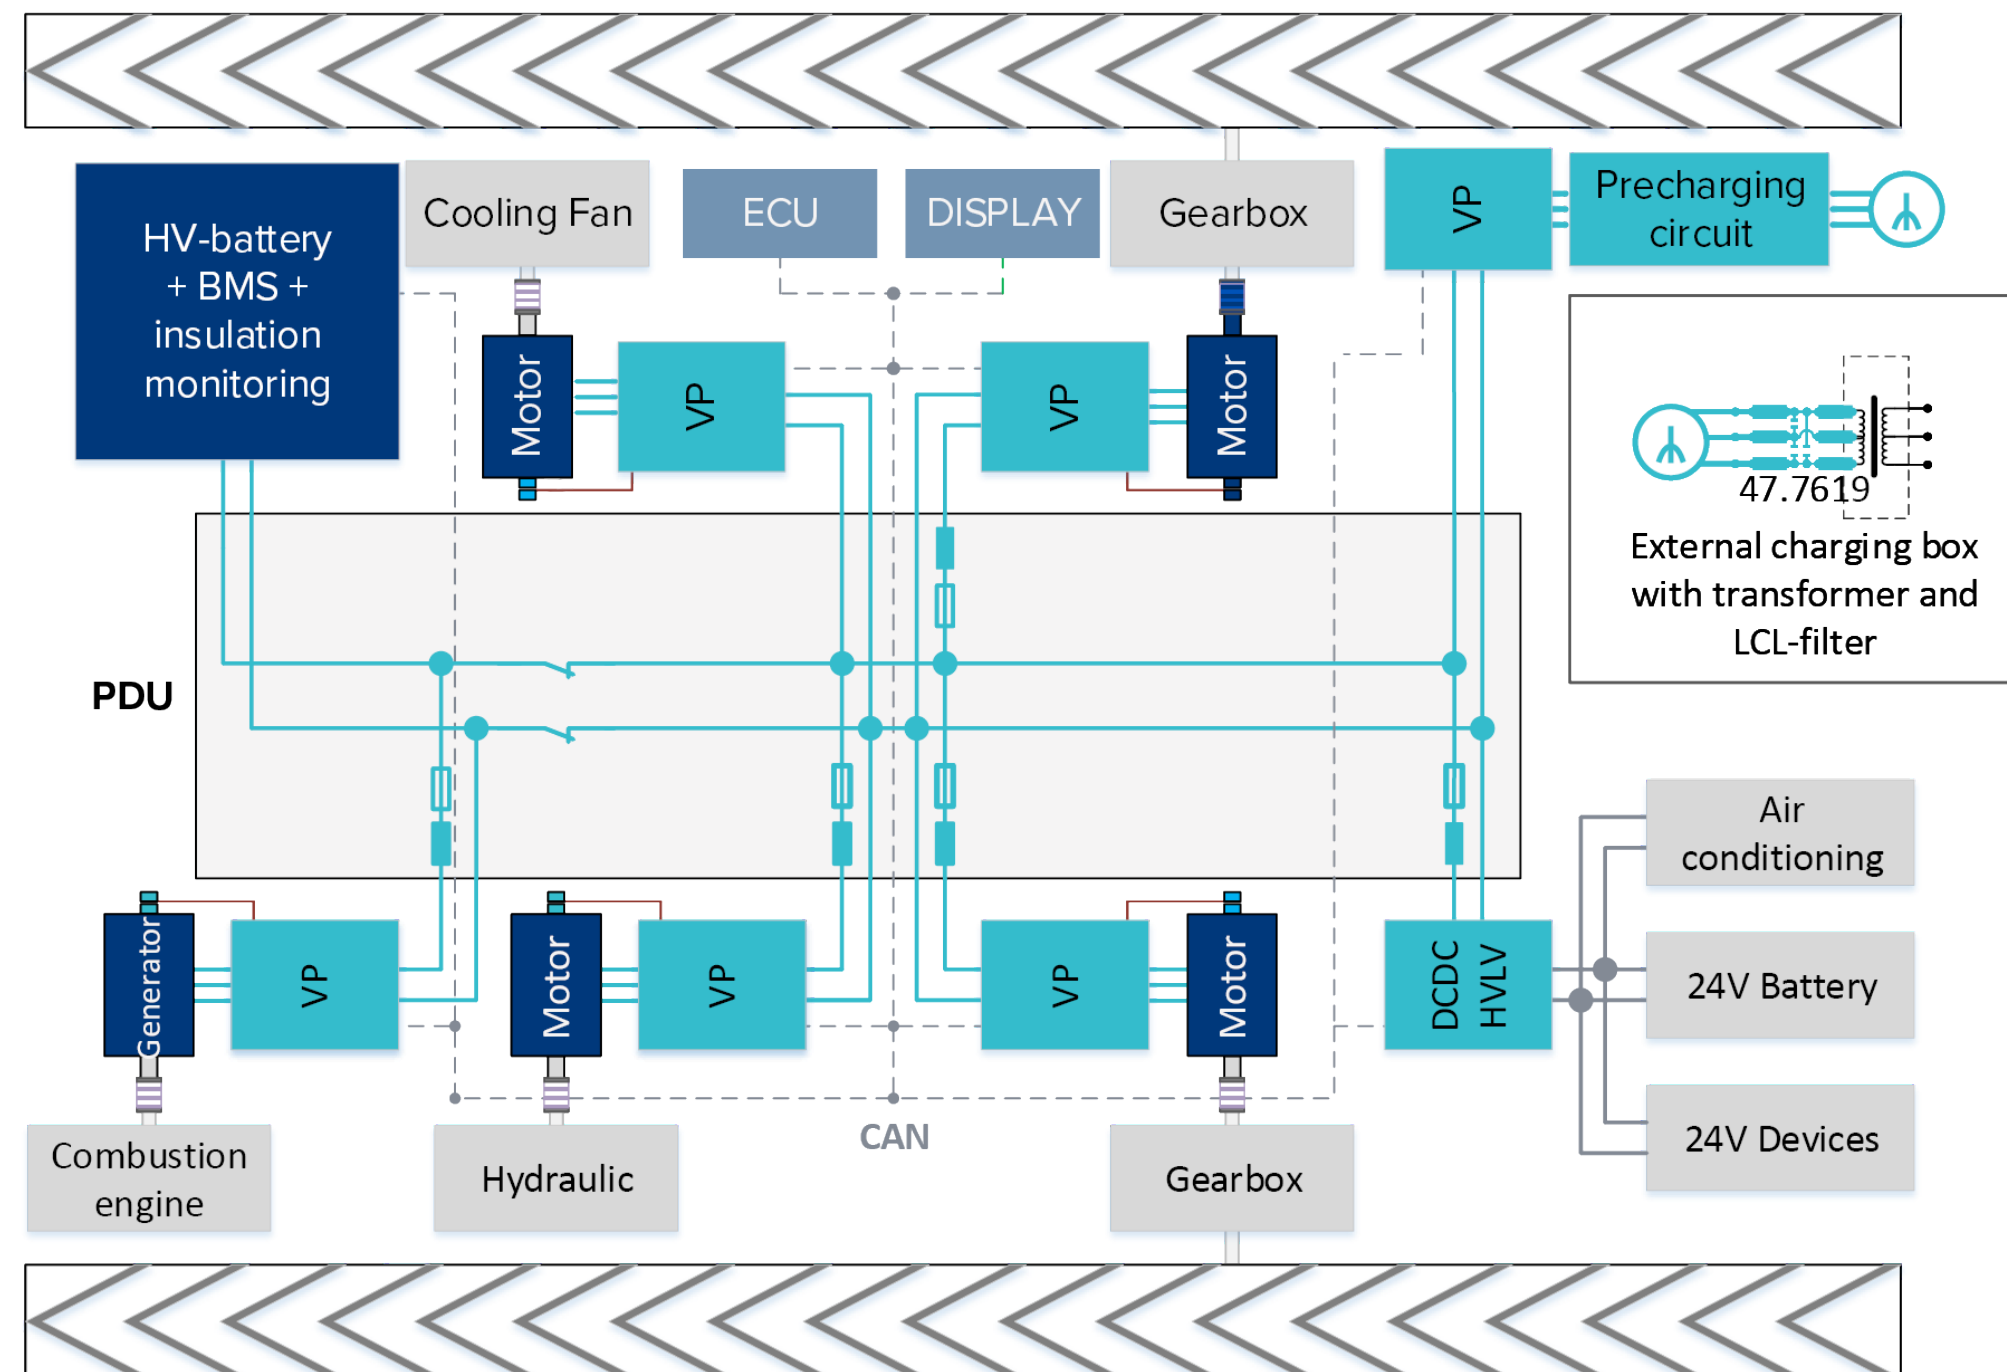 HV-battery
+ BMS +
insulation
monitoring
Cooling Fan
ECU
DISPLAY
Gearbox
VP
Precharging
circuit
Motor
VP
VP
Motor
47.7619
External charging box
with transformer and
LCL-filter
PDU
Generator
VP
Motor
VP
VP
Motor
DCDC
HVLV
Air
conditioning
24V Battery
24V Devices
CAN
Combustion
engine
Hydraulic
Gearbox